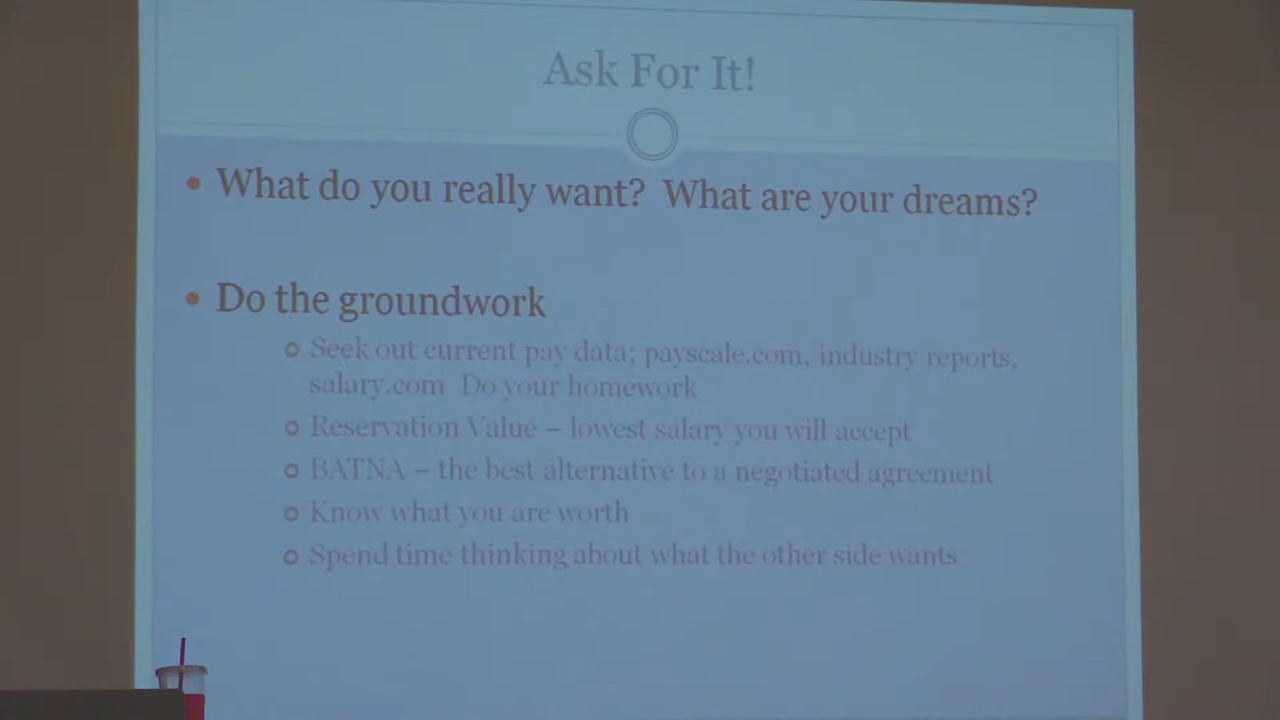 Ask For It!
• What do you really want? What are your dreams?
• Do the groundwork
o Seek out current pay data; payscale.com, industry reports,
salary.com Do your homework
o Reservation Value – lowest salary you will accept
o BATNA – the best alternative to a negotiated agreement
o Know what you are worth
o Spend time thinking about what the other side wants